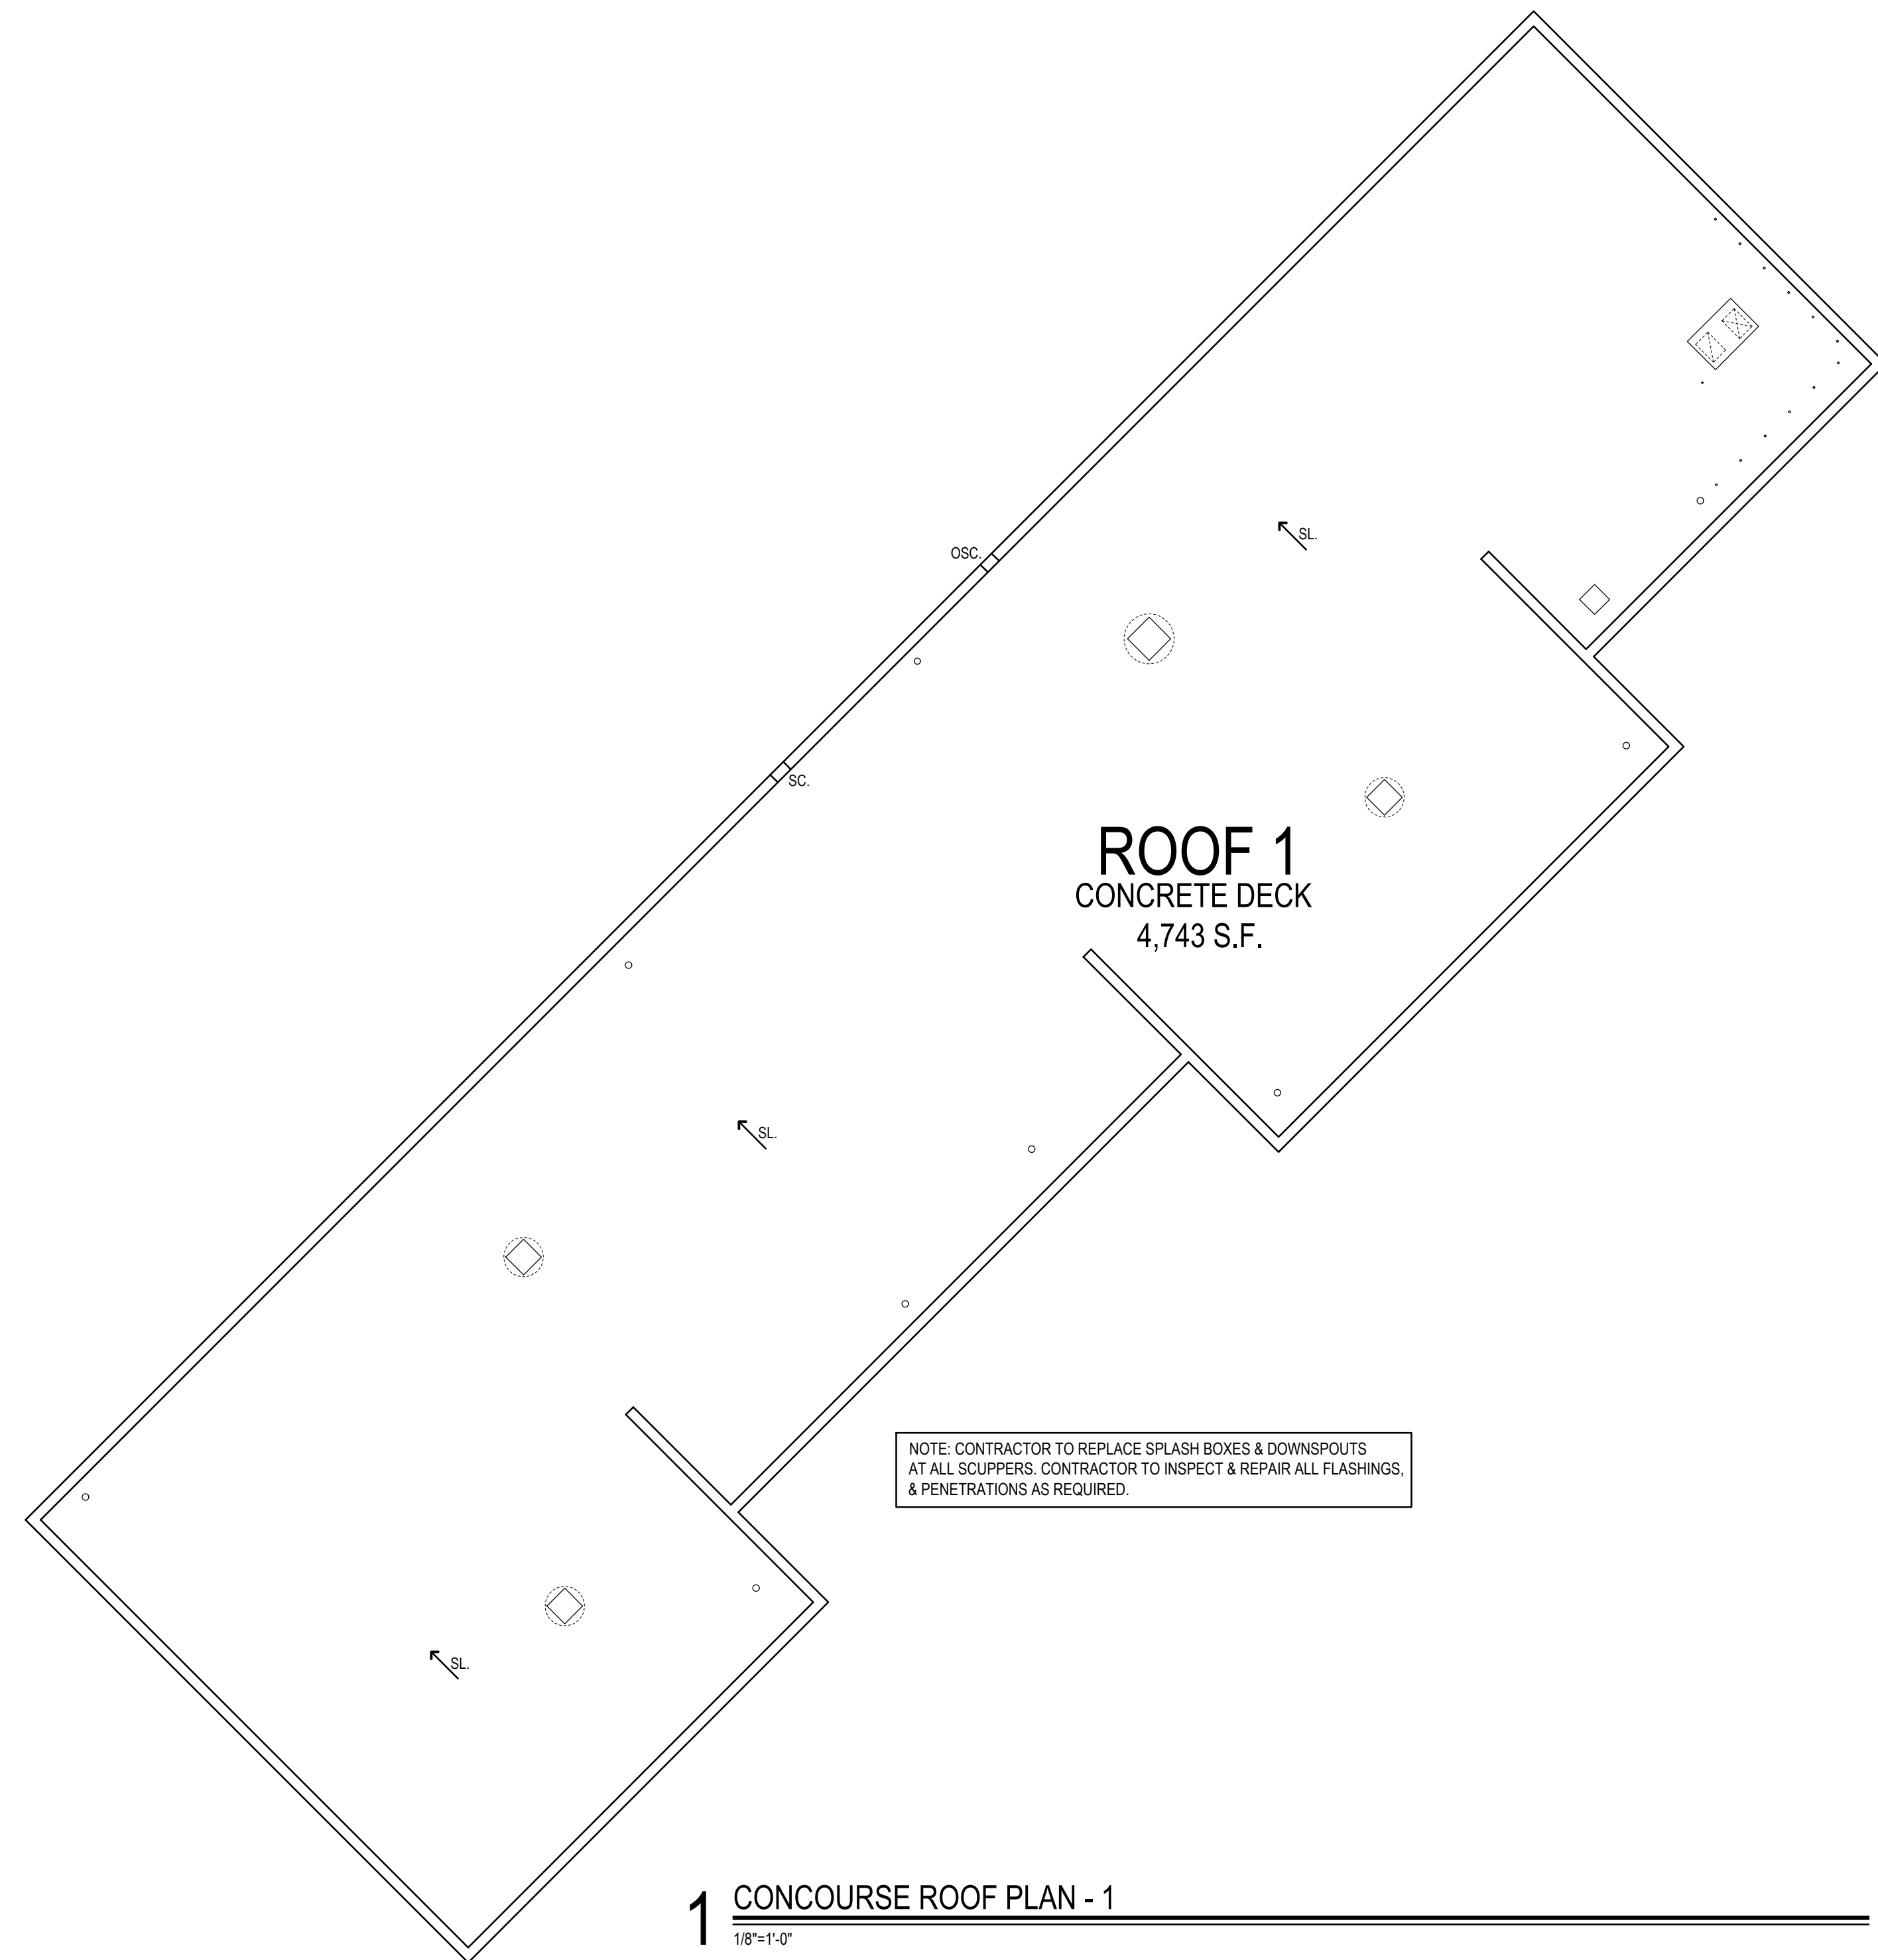 SL.
OSC.
SC.
ROOF 1
CONCRETE DECK
4,743 S.F.
SL.
NOTE: CONTRACTOR TO REPLACE SPLASH BOXES & DOWNSPOUTS
AT ALL SCUPPERS. CONTRACTOR TO INSPECT & REPAIR ALL FLASHINGS,
& PENETRATIONS AS REQUIRED.
SL.
1 CONCOURSE ROOF PLAN - 1
1/8"=1'-0"